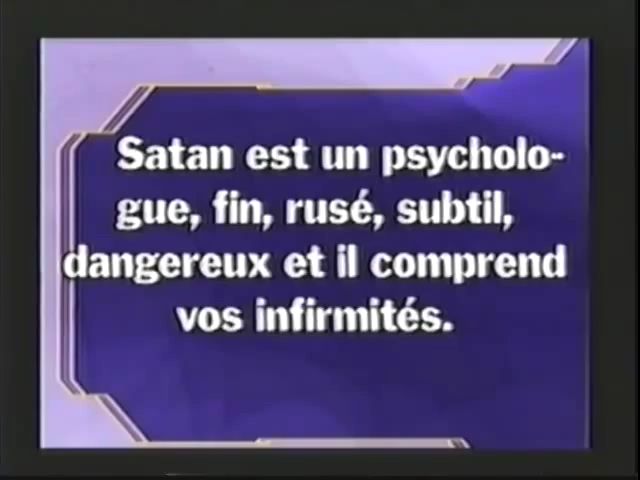 Satan est un psycholo-
gue, fin, rusé, subtil,
dangereux et il comprend
vos infirmités.